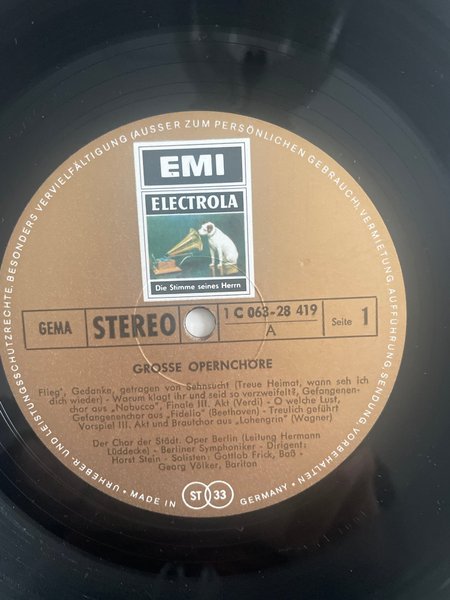 URHEBER- UND LEISTUNGSSCHUTZRECHTE, BESONDERS VERVIELFÄLTIGUNG (AUSSER ZUM PERSÖNLICHEN GEBRAUCH), VERMIETUNG, AUFFÜHRUNG, SENDUNG, VORBEHALTEN
EMI
ELECTROLA
Die Stimme seines Herrn
GEMA
STEREO
1 C 063-28 419
A
Seite 1
GROSSE OPERNCHÖRE
Flieg', Gedanke, getragen von Sehnsucht (Treue Heimat, wann seh ich
dich wieder) - Warum klagt ihr und seid so verzweifelt, Gefangenen-
chor aus „Nabucco", Finale III. Akt (Verdi) - O welche Lust,
Gefangenenchor aus „Fidelio" (Beethoven) - Treulich geführt
Vorspiel III. Akt und Brautchor aus „Lohengrin" (Wagner)
Der Chor der Städt. Oper Berlin (Leitung Hermann
Lüddecke) - Berliner Symphoniker - Dirigent:
Horst Stein - Solisten: Gottlob Frick, Baß -
Georg Völker, Bariton
• MADE IN ST 33 GERMANY •